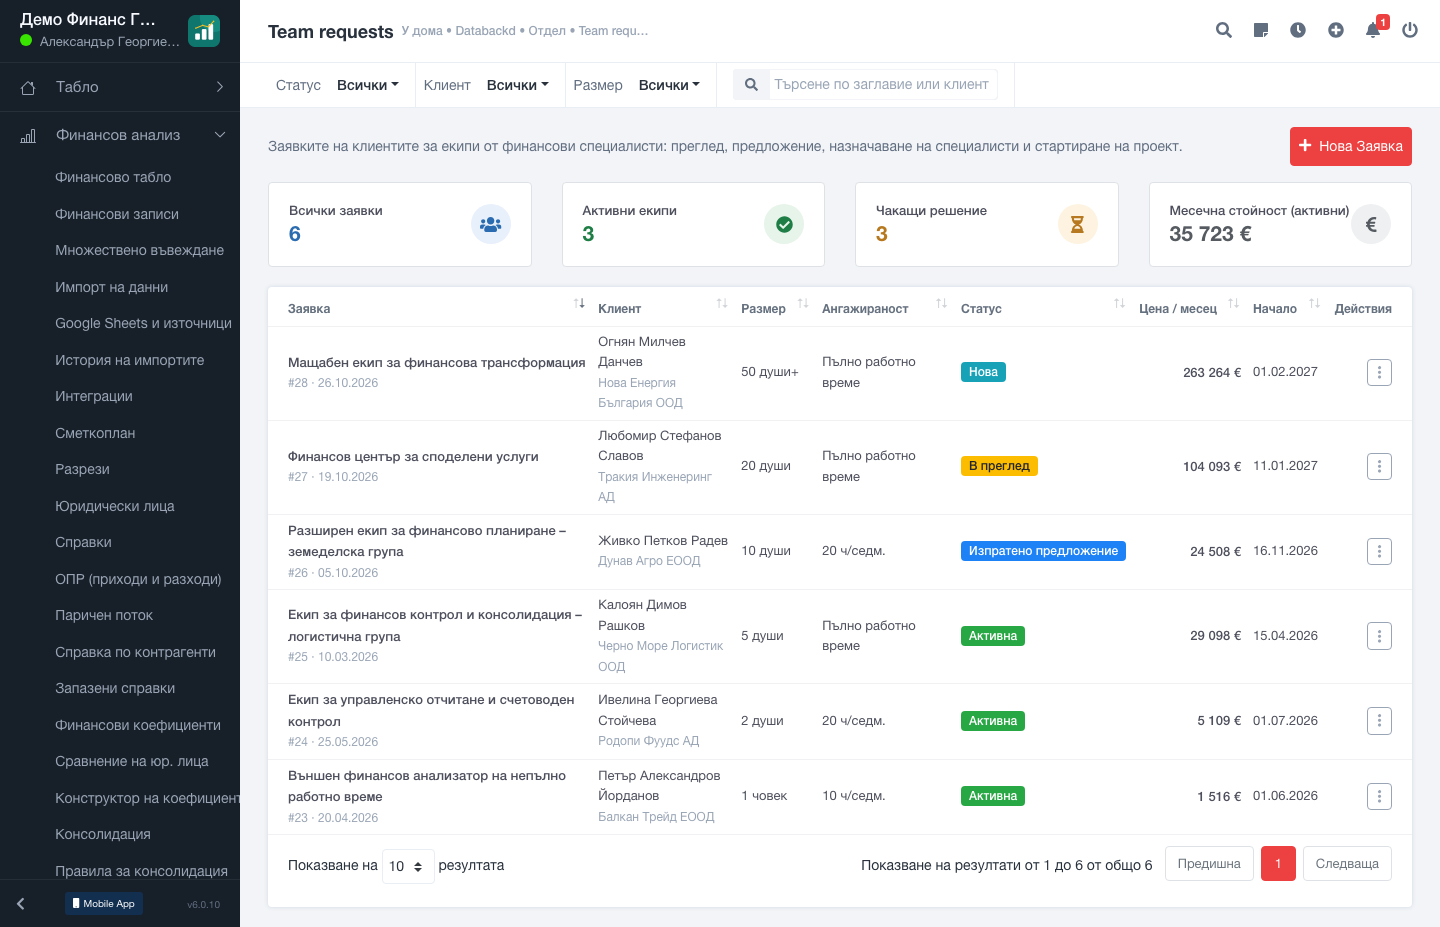 Демо Финанс Г...
Александър Георгие...
Табло
Финансов анализ
Финансово табло
Финансови записи
Множествено въвеждане
Импорт на данни
Google Sheets и източници
История на импортите
Интеграции
Сметкоплан
Разрези
Юридически лица
Справки
ОПР (приходи и разходи)
Паричен поток
Справка по контрагенти
Запазени справки
Финансови коефициенти
Сравнение на юр. лица
Конструктор на коефициент
Консолидация
Правила за консолидация
Mobile App
v6.0.10
Team requests
У дома • Databackd • Отдел • Team requ...
1
Статус Всички
Клиент Всички
Размер Всички
Търсене по заглавие или клиент
Заявките на клиентите за екипи от финансови специалисти: преглед, предложение, назначаване на специалисти и стартиране на проект.
+ Нова Заявка
Всички заявки
6
Активни екипи
3
Чакащи решение
3
Месечна стойност (активни)
35 723 €
€
Заявка Клиент Размер Ангажираност Статус Цена / месец Начало Действия
Мащабен екип за финансова трансформация
#28 · 26.10.2026
Огнян Милчев
Данчев
Нова Енергия
България ООД
50 души+
Пълно работно
време
Нова
263 264 €
01.02.2027
Финансов център за споделени услуги
#27 · 19.10.2026
Любомир Стефанов
Славов
Тракия Инженеринг
АД
20 души
Пълно работно
време
В преглед
104 093 €
11.01.2027
Разширен екип за финансово планиране –
земеделска група
#26 · 05.10.2026
Живко Петков Радев
Дунав Агро ЕООД
10 души
20 ч/седм.
Изпратено предложение
24 508 €
16.11.2026
Екип за финансов контрол и консолидация –
логистична група
#25 · 10.03.2026
Калоян Димов
Рашков
Черно Море Логистик
ООД
5 души
Пълно работно
време
Активна
29 098 €
15.04.2026
Екип за управленско отчитане и счетоводен
контрол
#24 · 25.05.2026
Ивелина Георгиева
Стойчева
Родопи Фуудс АД
2 души
20 ч/седм.
Активна
5 109 €
01.07.2026
Външен финансов анализатор на непълно
работно време
#23 · 20.04.2026
Петър Александров
Йорданов
Балкан Трейд ЕООД
1 човек
10 ч/седм.
Активна
1 516 €
01.06.2026
Показване на 10 резултата
Показване на резултати от 1 до 6 от общо 6
Предишна 1 Следваща